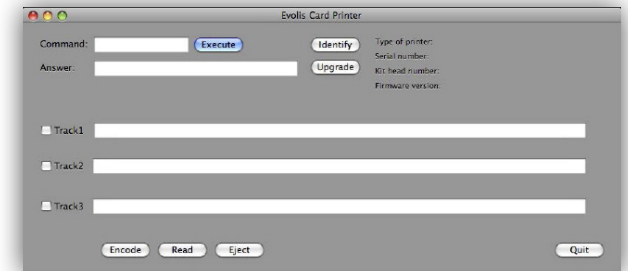 Evolis Card Printer
Command: Execute Identify Type of printer:
Serial number:
Answer: Upgrade Kit head number:
Firmware version:
Track1
Track2
Track3
Encode Read Eject Quit